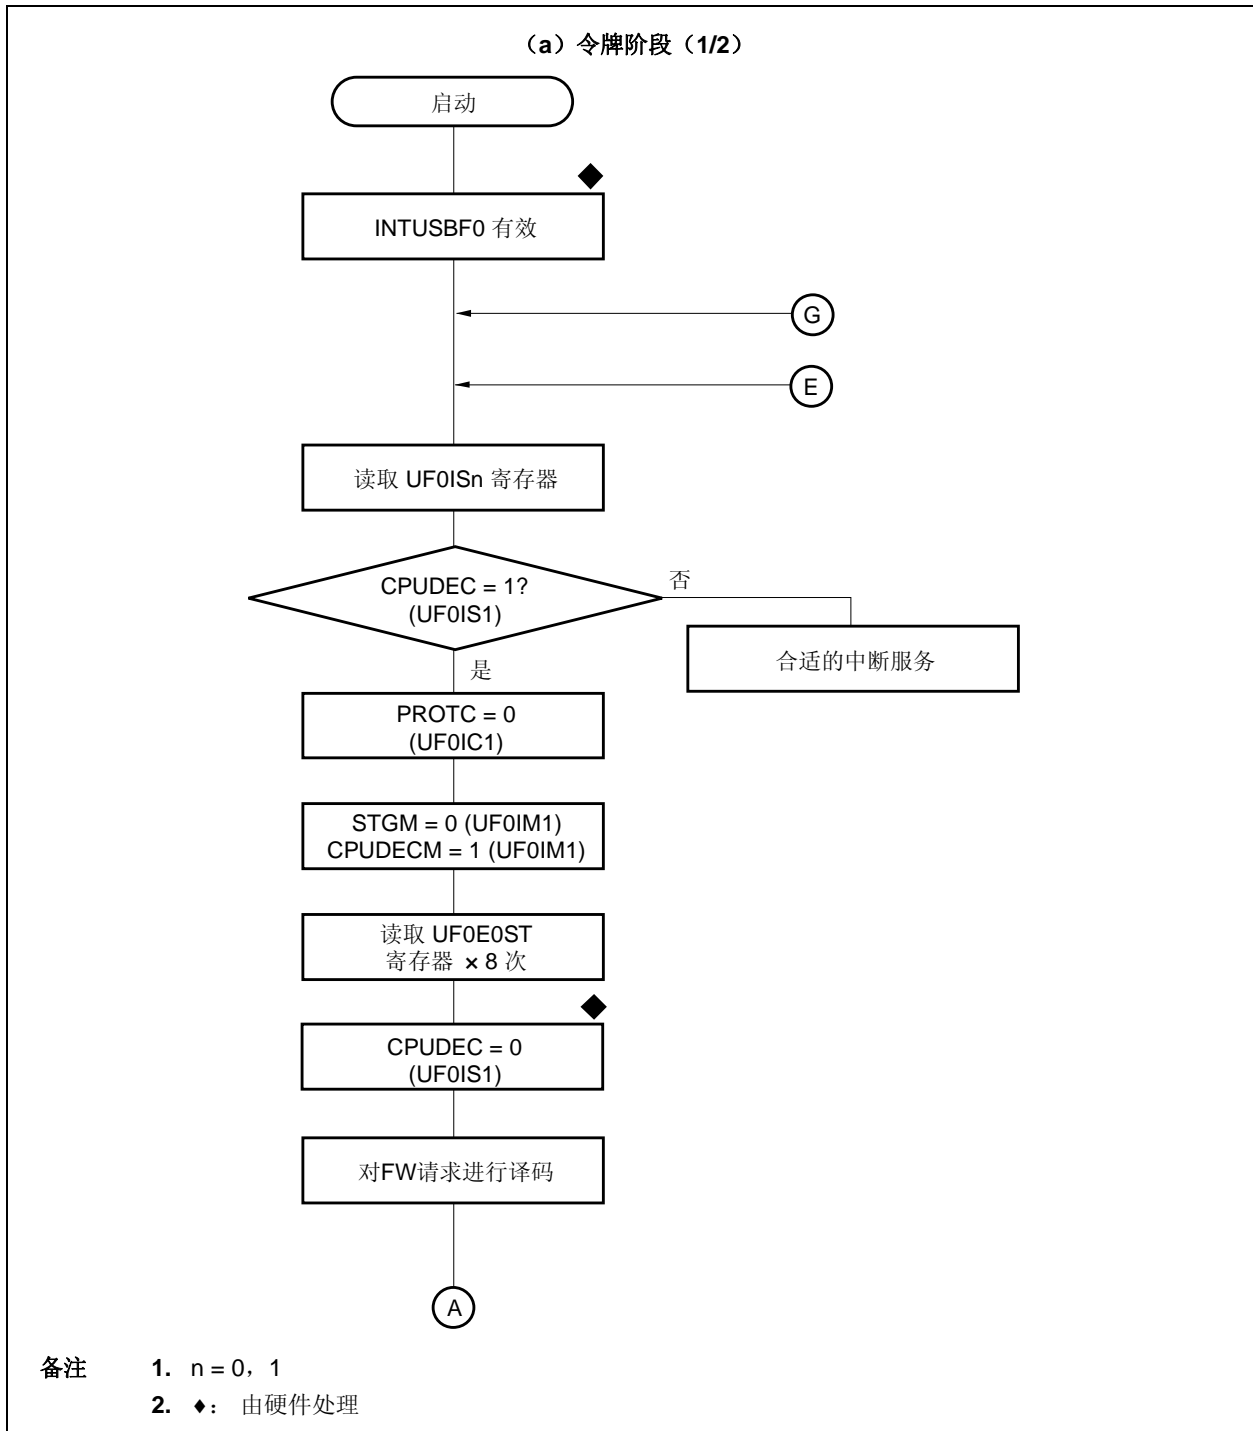 （a）令牌阶段（1/2）
启动
◆
INTUSBF0 有效
G
E
读取 UF0ISn 寄存器
CPUDEC = 1?
(UF0IS1)
否
合适的中断服务
是
PROTC = 0
(UF0IC1)
STGM = 0 (UF0IM1)
CPUDECM = 1 (UF0IM1)
读取 UF0E0ST
寄存器 × 8 次
◆
CPUDEC = 0
(UF0IS1)
对FW请求进行译码
A
备注 1. n = 0，1
2. ♦： 由硬件处理